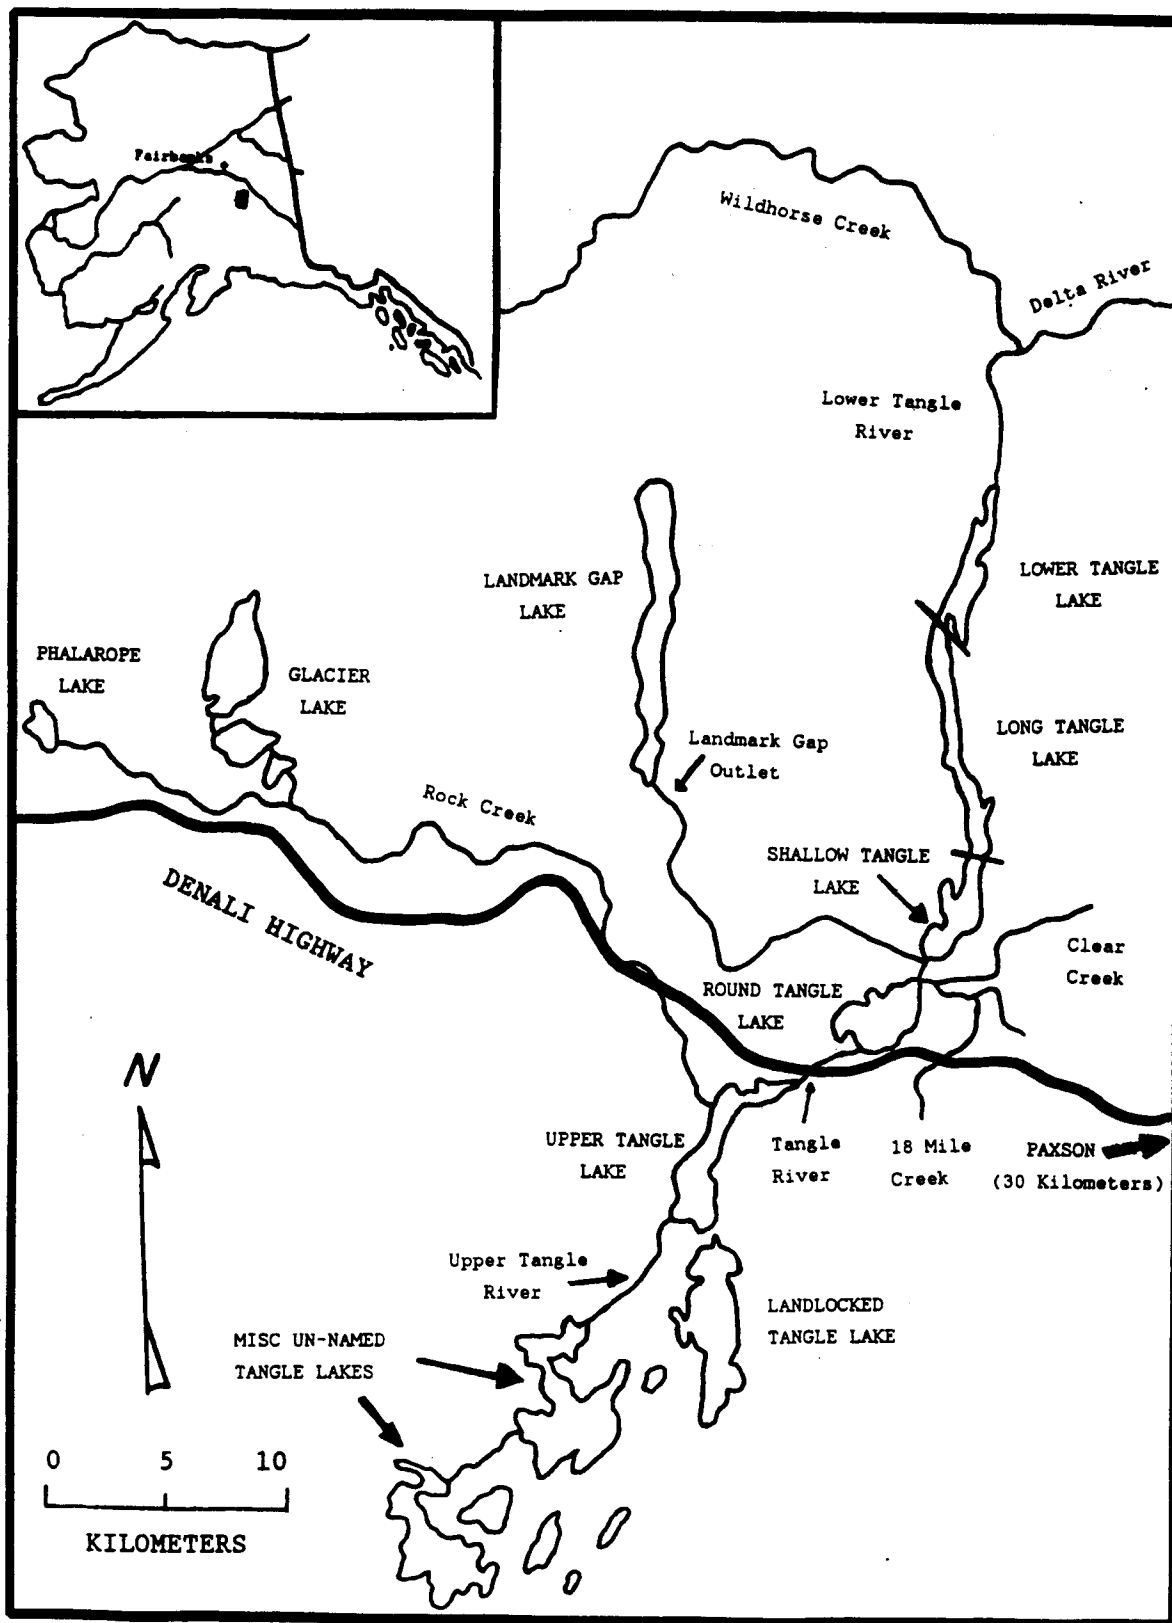 Fairbanks
Wildhorse Creek
Delta River
Lower Tangle
River
LANDMARK GAP
LAKE
LOWER TANGLE
LAKE
PHALAROPE
LAKE
GLACIER
LAKE
Landmark Gap
Outlet
LONG TANGLE
LAKE
Rock Creek
SHALLOW TANGLE
LAKE
DENALI HIGHWAY
Clear
Creek
ROUND TANGLE
LAKE
N
UPPER TANGLE
LAKE
Tangle
River
18 Mile
Creek
PAXSON
(30 Kilometers)
Upper Tangle
River
LANDLOCKED
TANGLE LAKE
MISC UN-NAMED
TANGLE LAKES
0 5 10
KILOMETERS